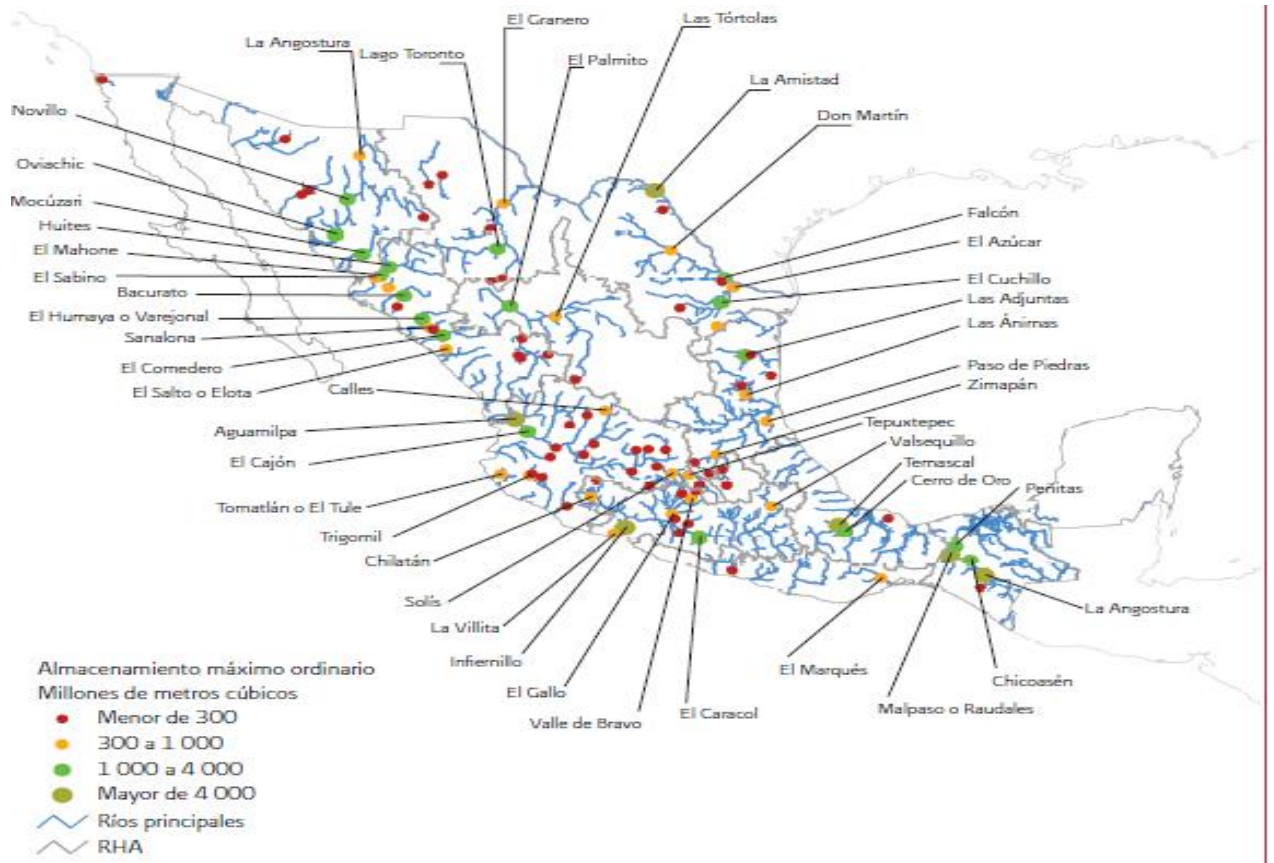 El Granero
Las Tórtolas
La Angostura
Lago Toronto
El Palmito
La Amistad
Novillo
Don Martín
Oviachic
Mocúzari
Huites
El Mahone
El Sabino
Bacurato
El Humaya o Varejonal
Sanalona
El Comedero
El Salto o Elota
Calles
Aguamilpa
El Cajón
Tomatlán o El Tule
Trigomil
Chilatán
Solís
La Villita
Infiernillo
El Gallo
Valle de Bravo
El Caracol
Falcón
El Azúcar
El Cuchillo
Las Adjuntas
Las Ánimas
Paso de Piedras
Zimapán
Tepuxtepec
Valsequillo
Temascal
Cerro de Oro
Peñitas
La Angostura
Chicoasén
El Marqués
Malpaso o Raudales
Almacenamiento máximo ordinario
Millones de metros cúbicos
Menor de 300
300 a 1 000
1 000 a 4 000
Mayor de 4 000
Ríos principales
RHA